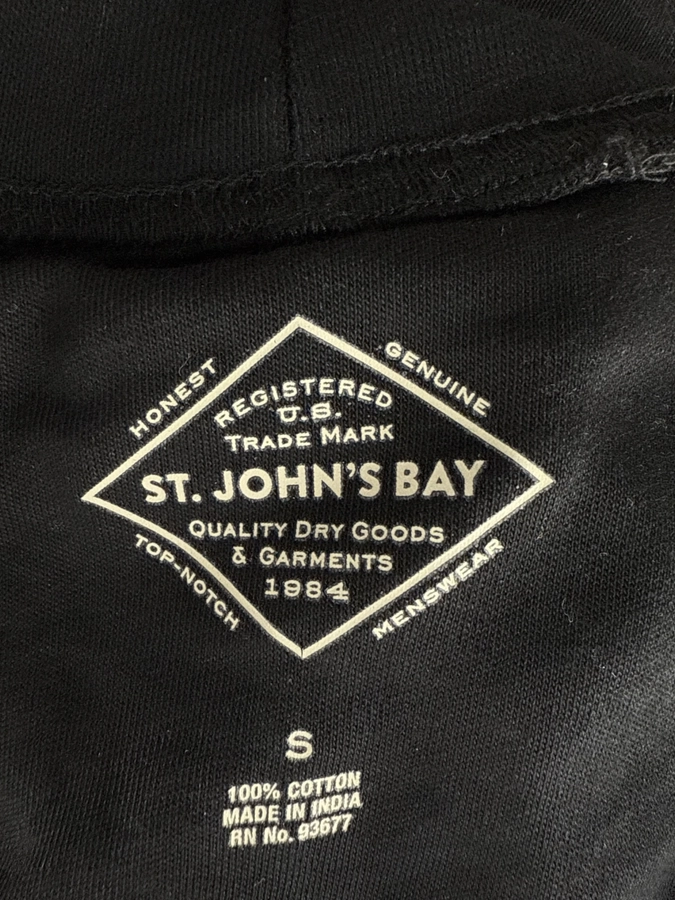 HONEST
GENUINE
REGISTERED
U.S.
TRADE MARK
ST. JOHN'S BAY
QUALITY DRY GOODS
& GARMENTS
1984
TOP-NOTCH
MENSWEAR
S
100% COTTON
MADE IN INDIA
RN No. 93677